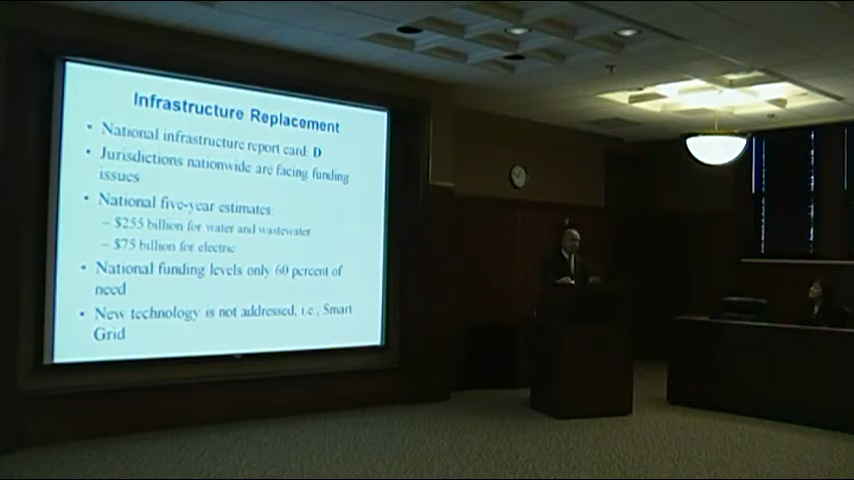 Infrastructure Replacement
• National infrastructure report card: D
• Jurisdictions nationwide are facing funding
issues
• National five-year estimates:
– $255 billion for water and wastewater
– $75 billion for electric
• National funding levels only 60 percent of
need
• New technology is not addressed, i.e., Smart
Grid